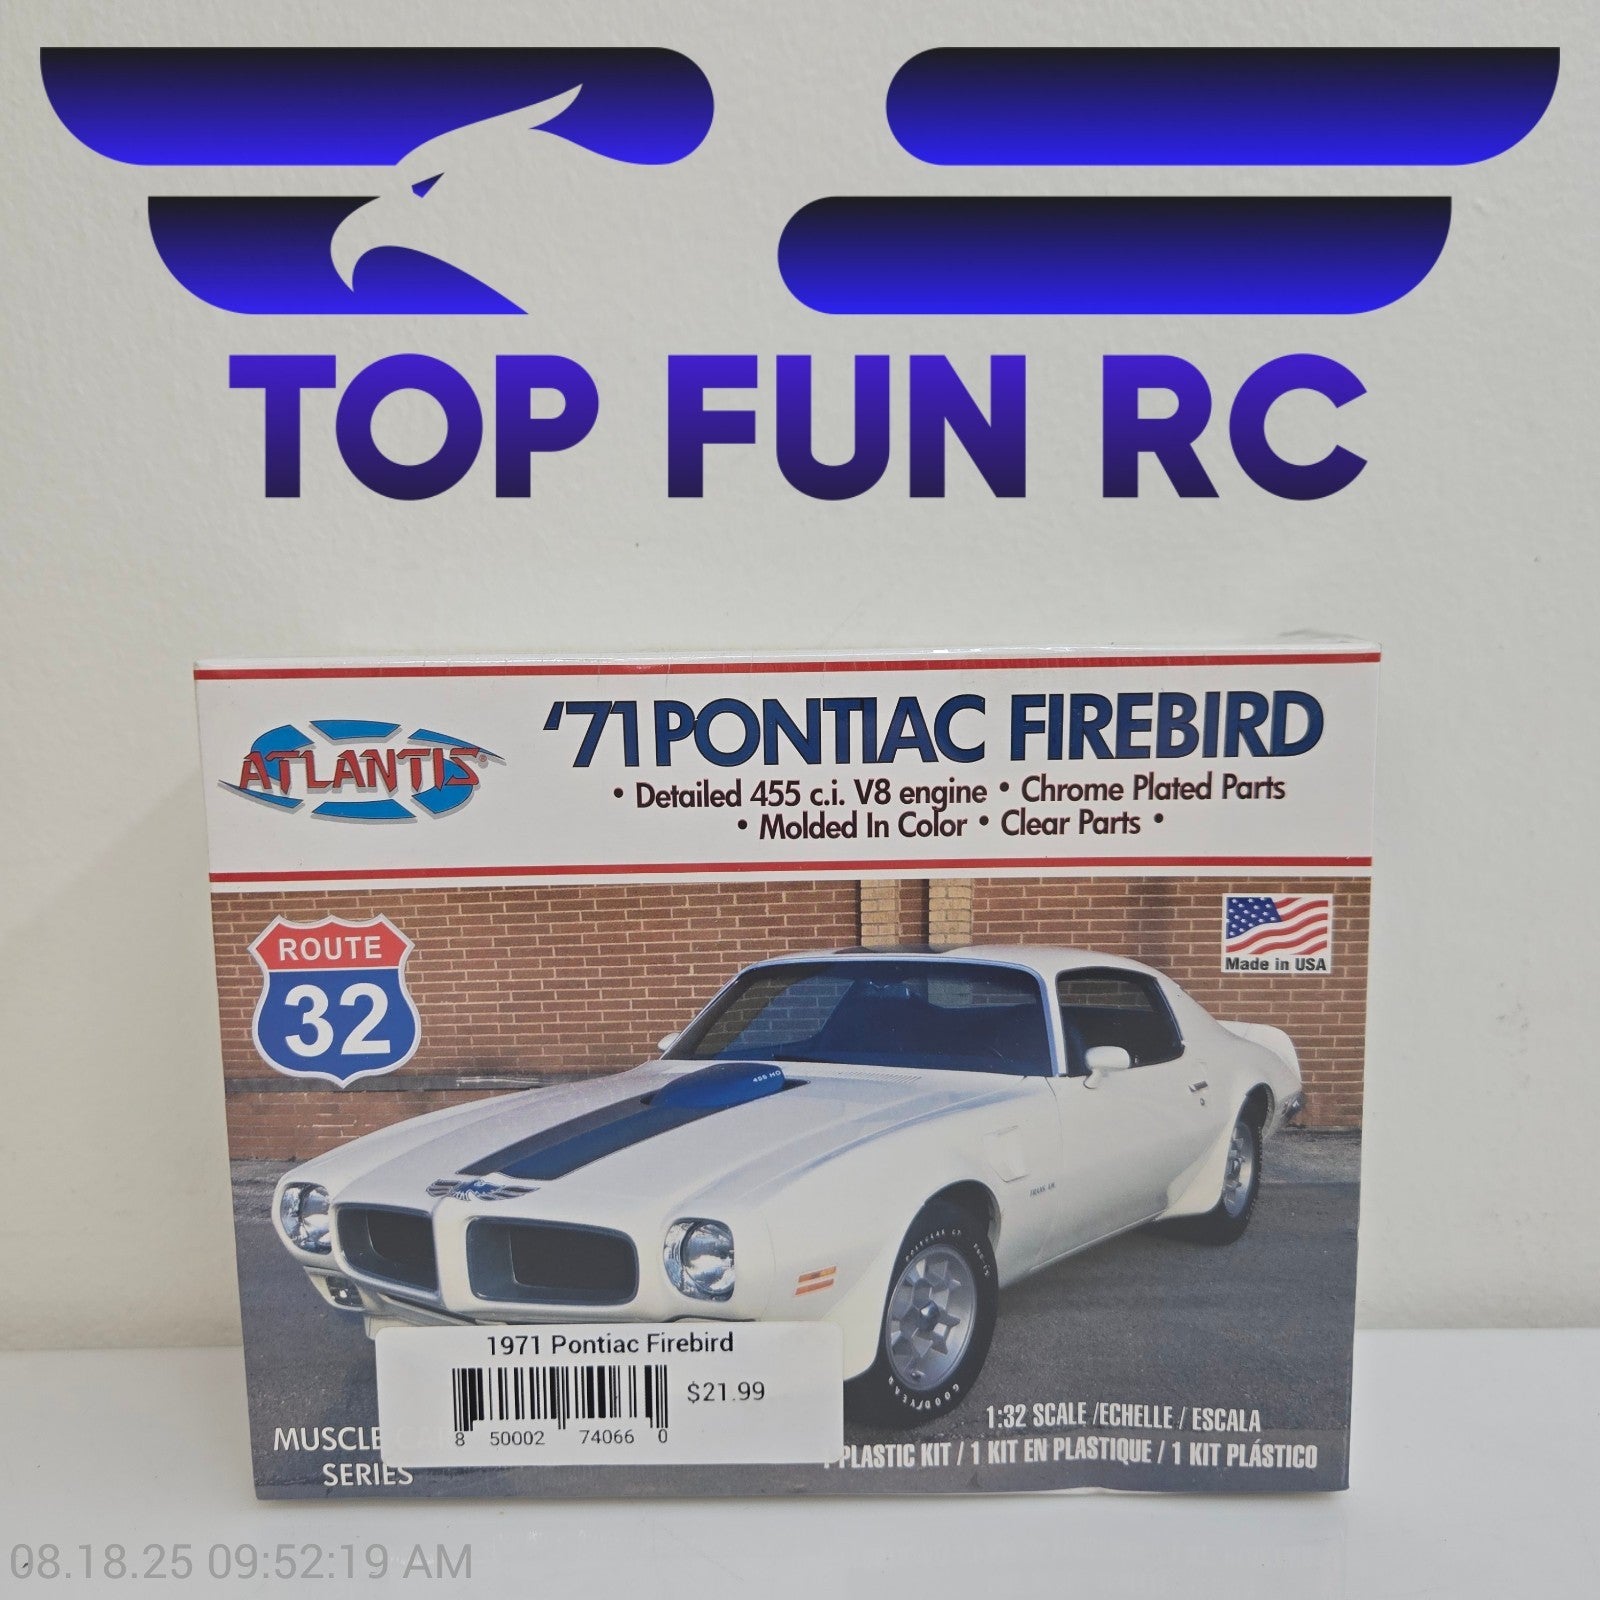 TOP FUN RC
ATLANTIS
'71 PONTIAC FIREBIRD
• Detailed 455 c.i. V8 engine • Chrome Plated Parts
• Molded In Color • Clear Parts •
ROUTE
32
Made in USA
455 HO
GOODYEAR
1971 Pontiac Firebird
$21.99
8 50002 74066 0
MUSCLE
SERIES
1:32 SCALE /ECHELLE / ESCALA
PLASTIC KIT / 1 KIT EN PLASTIQUE / 1 KIT PLÁSTICO
08.18.25 09:52:19 AM